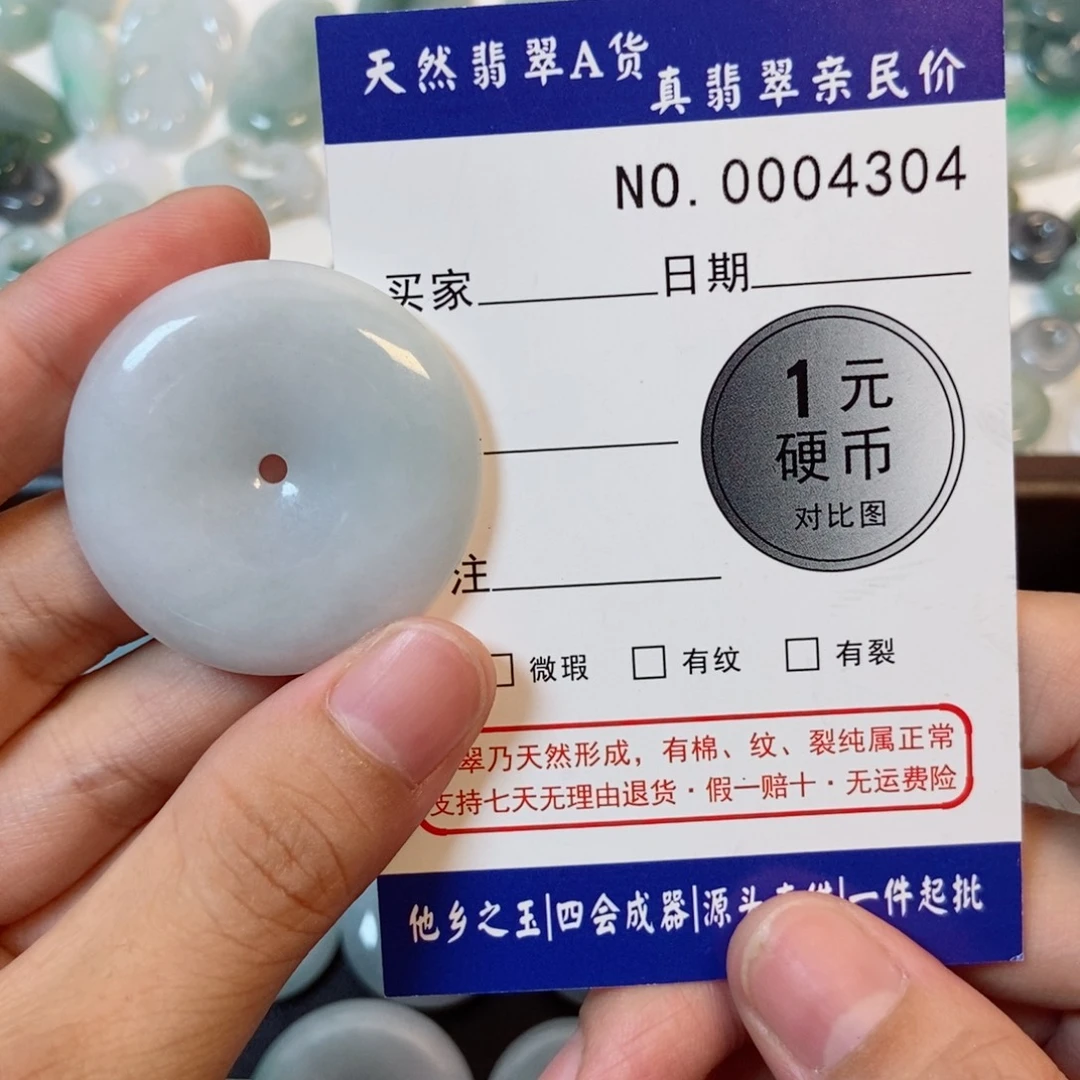 天然翡翠A货
真翡翠亲民价
NO. 0004304
买家 日期
1元
硬币
对比图
注
微瑕 有纹 有裂
翠乃天然形成，有棉、纹、裂纯属正常
支持七天无理由退货·假一赔十·无运费险
他乡之玉|四会成器|源头 |一件起批